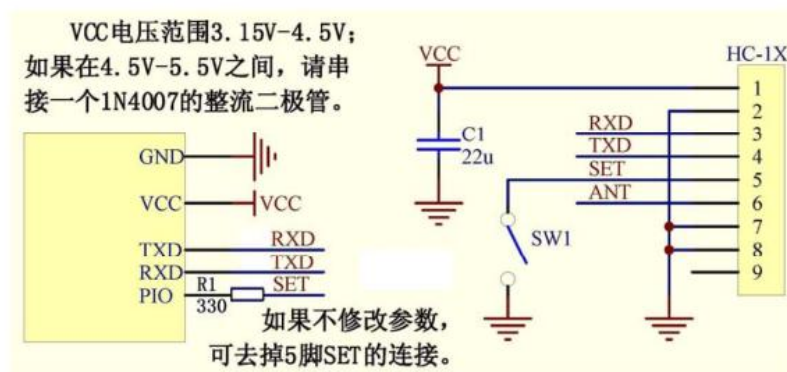 VCC电压范围3.15V-4.5V;
如果在4.5V-5.5V之间，请串
接一个1N4007的整流二极管。
GND
VCC
VCC
TXD
RXD
RXD
TXD
PIO
R1
330
SET
如果不修改参数，
可去掉5脚SET的连接。
VCC
C1
22u
SW1
HC-1X
RXD
TXD
SET
ANT
1
2
3
4
5
6
7
8
9